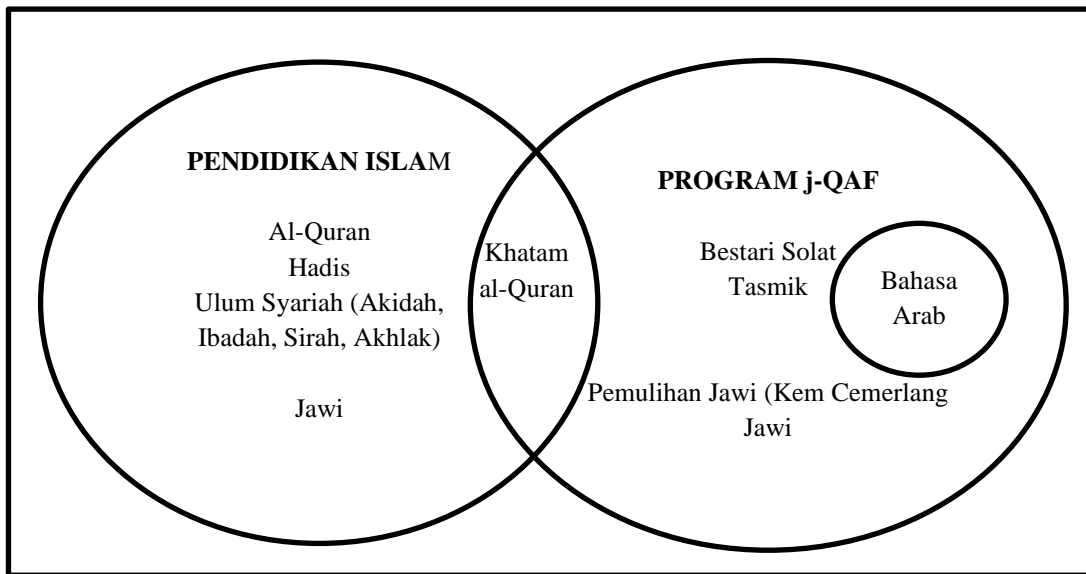 PENDIDIKAN ISLAM
Al-Quran
Hadis
Ulum Syariah (Akidah,
Ibadah, Sirah, Akhlak)
Jawi
Khatam
al-Quran
PROGRAM j-QAF
Bestari Solat
Tasmik
Bahasa
Arab
Pemulihan Jawi (Kem Cemerlang
Jawi